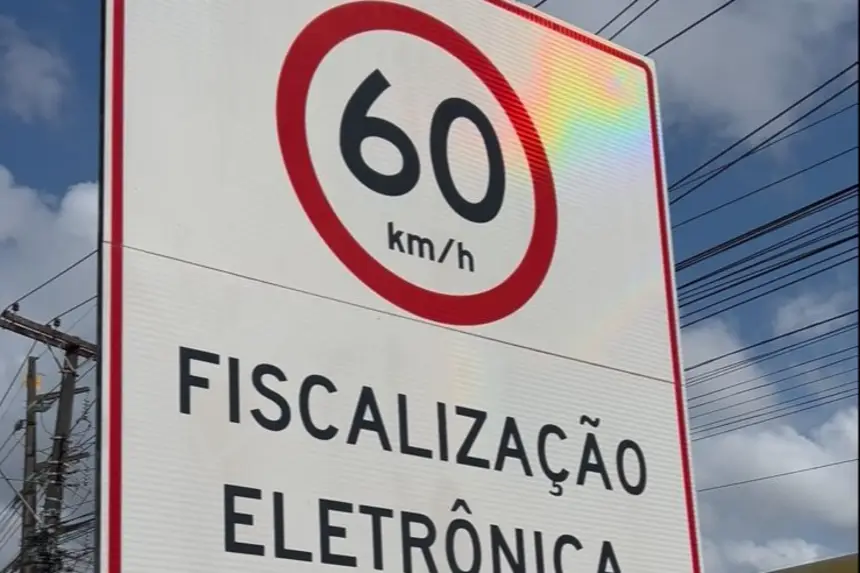 60
km/h
FISCALIZAÇÃO
ELETRÔNICA